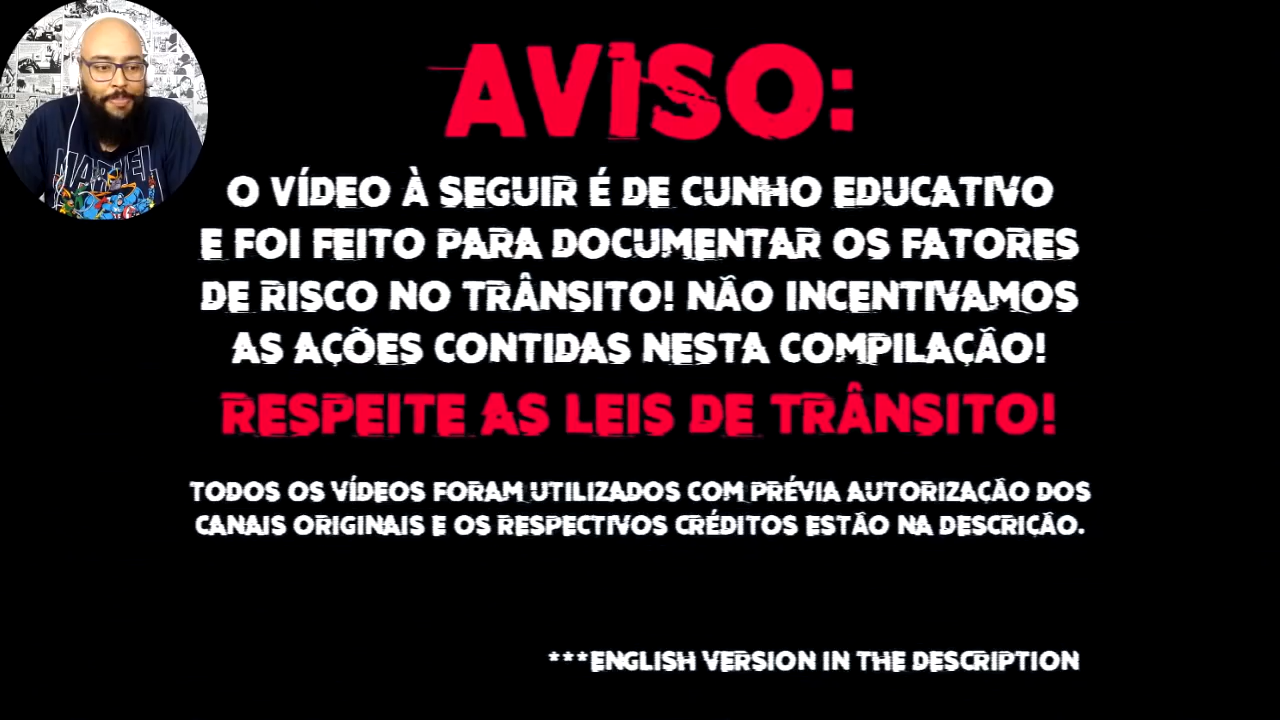 AVISO:
O VÍDEO À SEGUIR É DE CUNHO EDUCATIVO
E FOI FEITO PARA DOCUMENTAR OS FATORES
DE RISCO NO TRÂNSITO! NÃO INCENTIVAMOS
AS AÇÕES CONTIDAS NESTA COMPILAÇÃO!
RESPEITE AS LEIS DE TRÂNSITO!
TODOS OS VÍDEOS FORAM UTILIZADOS COM PRÉVIA AUTORIZAÇÃO DOS
CANAIS ORIGINAIS E OS RESPECTIVOS CRÉDITOS ESTÃO NA DESCRIÇÃO.
***ENGLISH VERSION IN THE DESCRIPTION
MARVEL